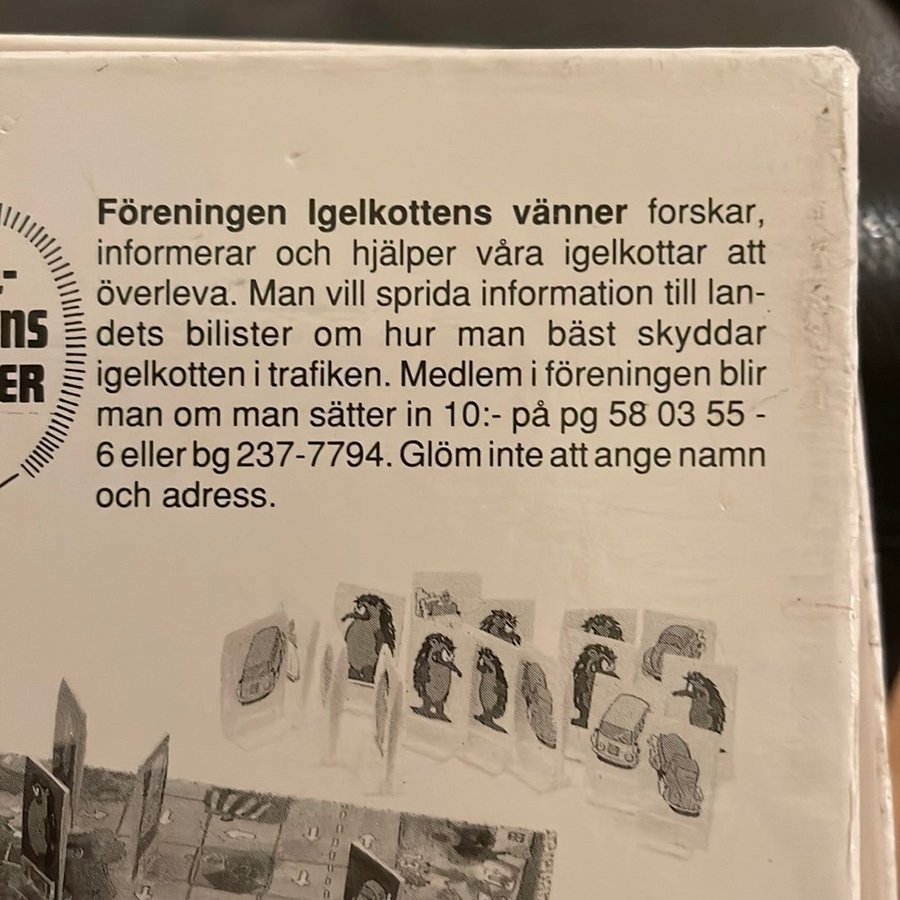 -
NS
ER
Föreningen Igelkottens vänner forskar,
informerar och hjälper våra igelkottar att
överleva. Man vill sprida information till lan-
dets bilister om hur man bäst skyddar
igelkotten i trafiken. Medlem i föreningen blir
man om man sätter in 10:- på pg 58 03 55 -
6 eller bg 237-7794. Glöm inte att ange namn
och adress.